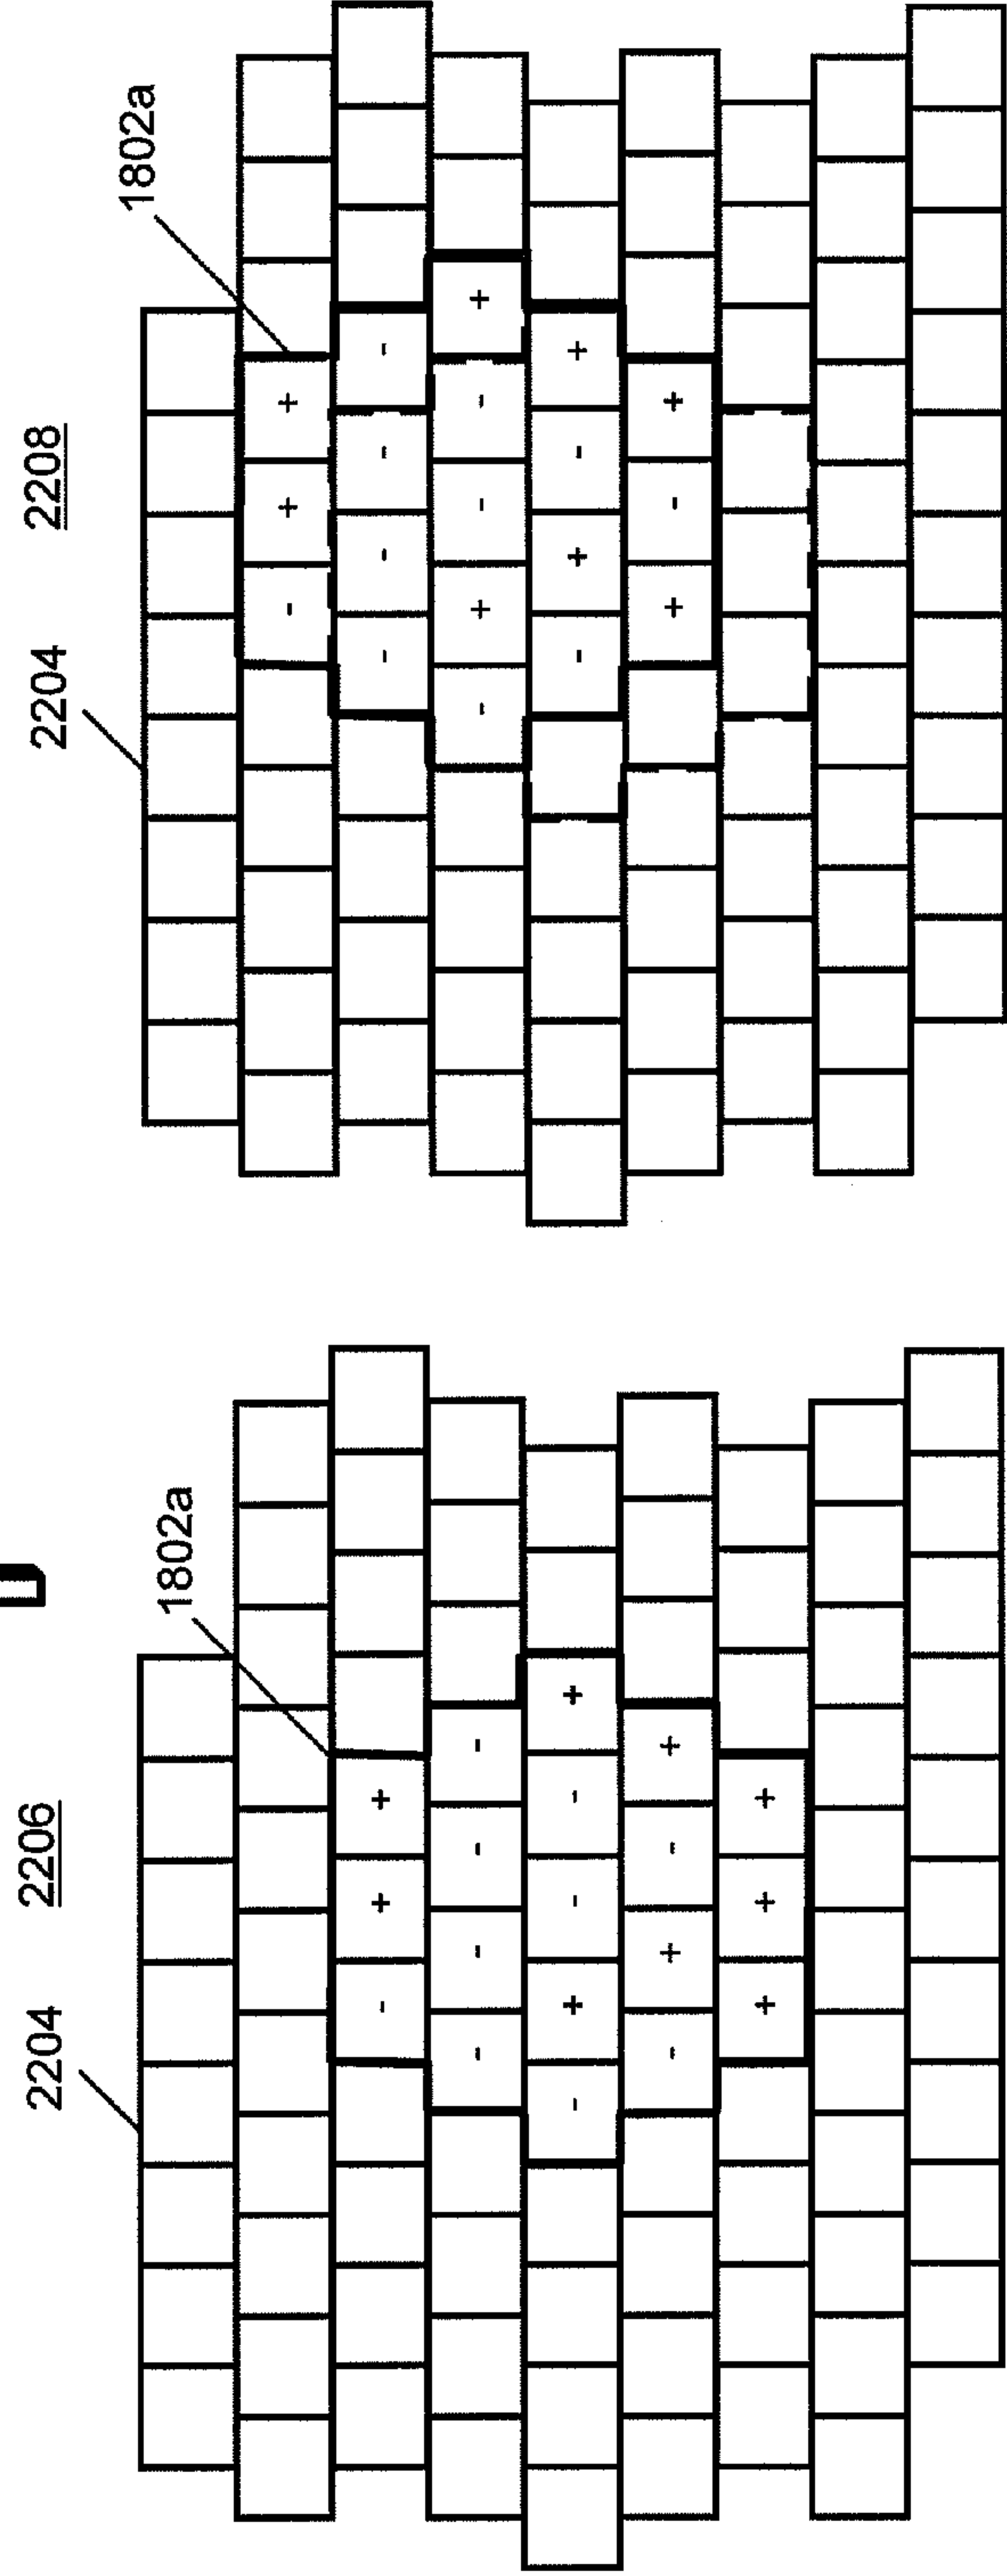 2204
2206
1802a
- + +
- - - -
- + - - +
- + - +
+ + +
2204
2208
1802a
- + +
- - - -
- + - - +
- + - +
+ - +